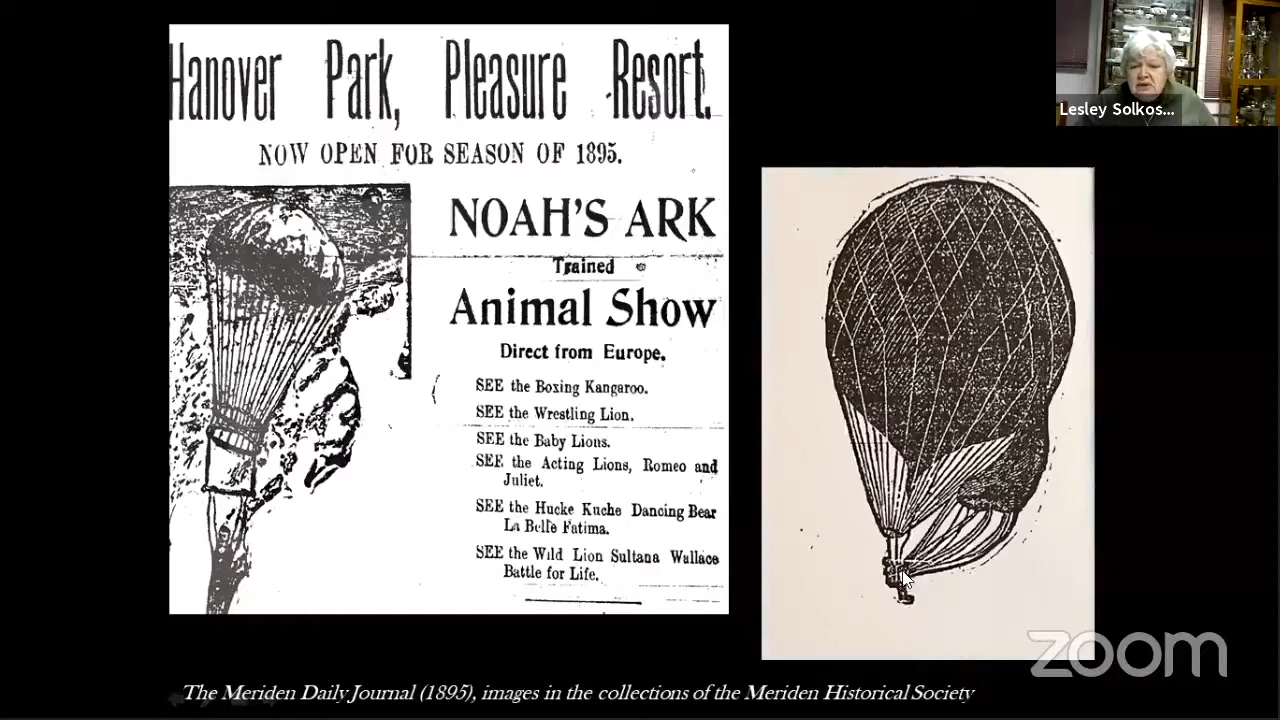 Hanover Park, Pleasure Resort.
NOW OPEN FOR SEASON OF 1895.
NOAH'S ARK
Trained
Animal Show
Direct from Europe.
SEE the Boxing Kangaroo.
SEE the Wrestling Lion.
SEE the Baby Lions.
SEE the Acting Lions, Romeo and
Juliet.
SEE the Hucke Kuche Dancing Bear
La Belle Fatima.
SEE the Wild Lion Sultana Wallace
Battle for Life.
Lesley Solkos...
zoom
The Meriden Daily Journal (1895), images in the collections of the Meriden Historical Society